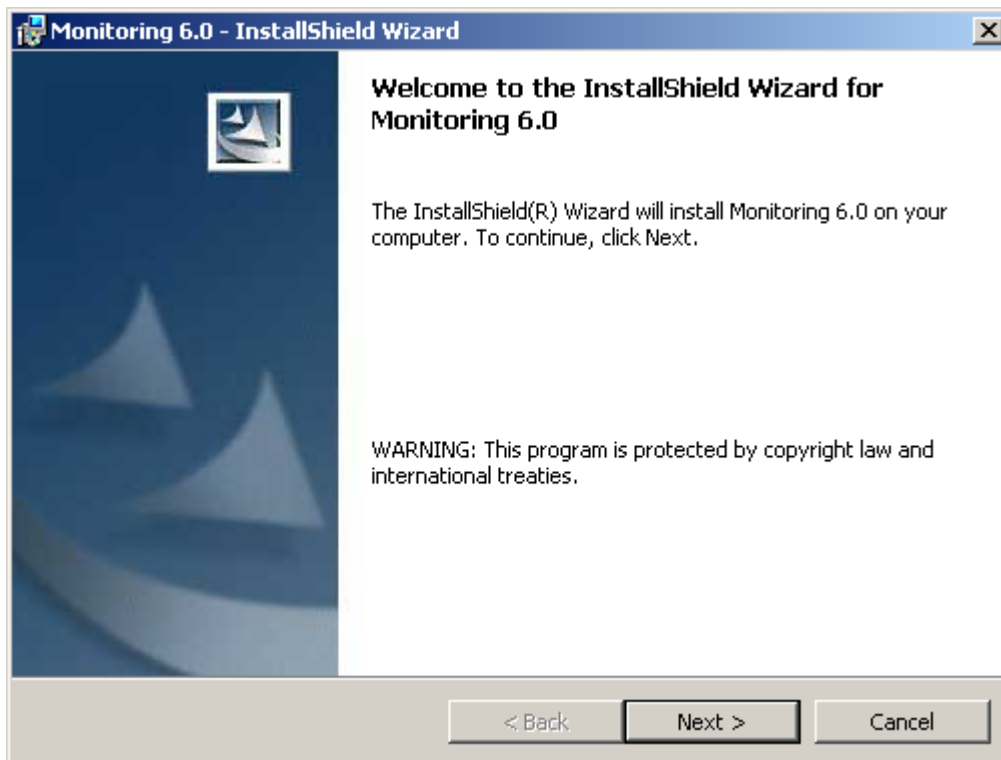 Monitoring 6.0 - InstallShield Wizard
Welcome to the InstallShield Wizard for
Monitoring 6.0
The InstallShield(R) Wizard will install Monitoring 6.0 on your
computer. To continue, click Next.
WARNING: This program is protected by copyright law and
international treaties.
< Back Next > Cancel